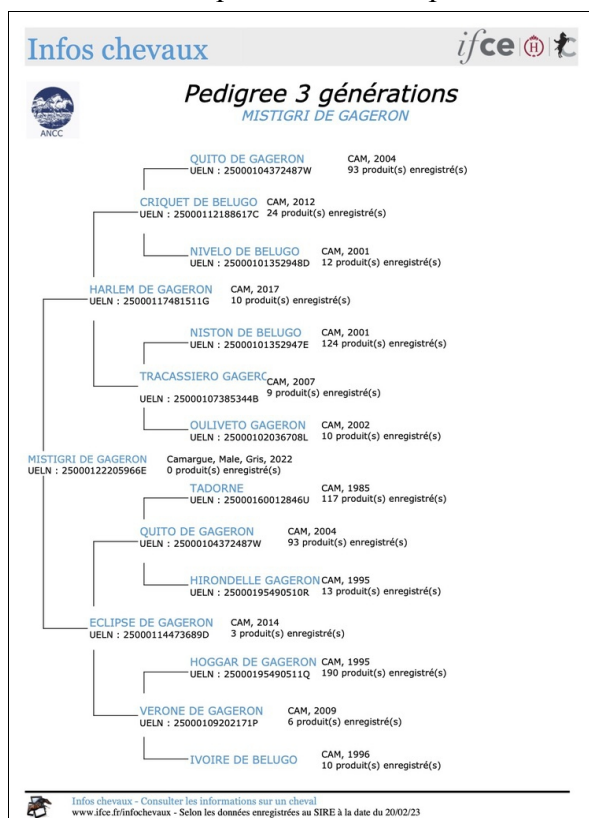 Infos chevaux
ifce
H
ANCC
Pedigree 3 générations
MISTIGRI DE GAGERON
QUITO DE GAGERON CAM, 2004
UELN : 25000104372487W 93 produit(s) enregistré(s)
CRIQUET DE BELUGO CAM, 2012
UELN : 25000112188617C 24 produit(s) enregistré(s)
NIVELO DE BELUGO CAM, 2001
UELN : 25000101352948D 12 produit(s) enregistré(s)
HARLEM DE GAGERON CAM, 2017
UELN : 25000117481511G 10 produit(s) enregistré(s)
NISTON DE BELUGO CAM, 2001
UELN : 25000101352947E 124 produit(s) enregistré(s)
TRACASSIERO GAGERC CAM, 2007
UELN : 25000107385344B 9 produit(s) enregistré(s)
OULIVETO GAGERON CAM, 2002
UELN : 25000102036708L 10 produit(s) enregistré(s)
MISTIGRI DE GAGERON Camargue, Male, Gris, 2022
UELN : 25000122205966E 0 produit(s) enregistré(s)
TADORNE CAM, 1985
UELN : 25000160012846U 117 produit(s) enregistré(s)
QUITO DE GAGERON CAM, 2004
UELN : 25000104372487W 93 produit(s) enregistré(s)
HIRONDELLE GAGERON CAM, 1995
UELN : 25000195490510R 13 produit(s) enregistré(s)
ECLIPSE DE GAGERON CAM, 2014
UELN : 25000114473689D 3 produit(s) enregistré(s)
HOGGAR DE GAGERON CAM, 1995
UELN : 25000195490511Q 190 produit(s) enregistré(s)
VERONE DE GAGERON CAM, 2009
UELN : 25000109202171P 6 produit(s) enregistré(s)
IVOIRE DE BELUGO CAM, 1996
10 produit(s) enregistré(s)
Infos chevaux - Consulter les informations sur un cheval
www.ifce.fr/infochevaux - Selon les données enregistrées au SIRE à la date du 20/02/23